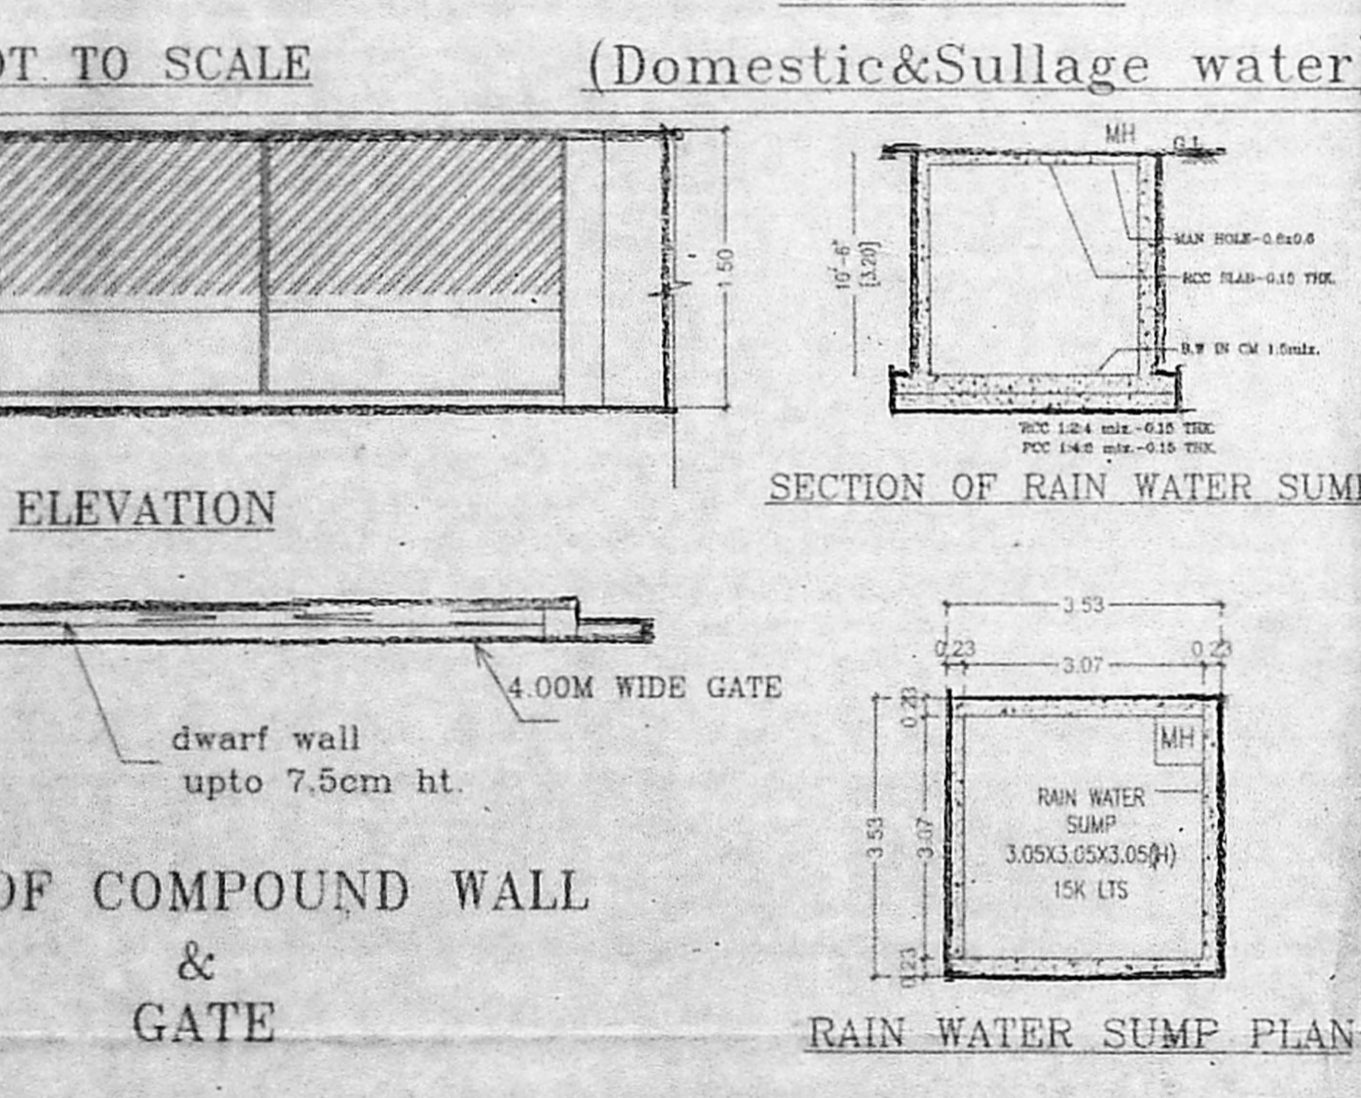 OT TO SCALE
(Domestic&Sullage water
MH
G.L
1.50
10'-6"
[3.20]
MAN HOLE-0.6x0.6
RCC SLAB-0.15 THK.
B.W IN CM 1:5mix.
RCC 1:2:4 mix.-0.15 THK
PCC 1:4:8 mix.-0.15 THK.
ELEVATION
SECTION OF RAIN WATER SUMP
3.53
0.23
3.07
0.23
4.00M WIDE GATE
dwarf wall
upto 7.5cm ht.
0.23
3.53
3.07
0.23
MH
RAIN WATER
SUMP
3.05X3.05X3.05(H)
15K LTS
OF COMPOUND WALL
&
GATE
RAIN WATER SUMP PLAN